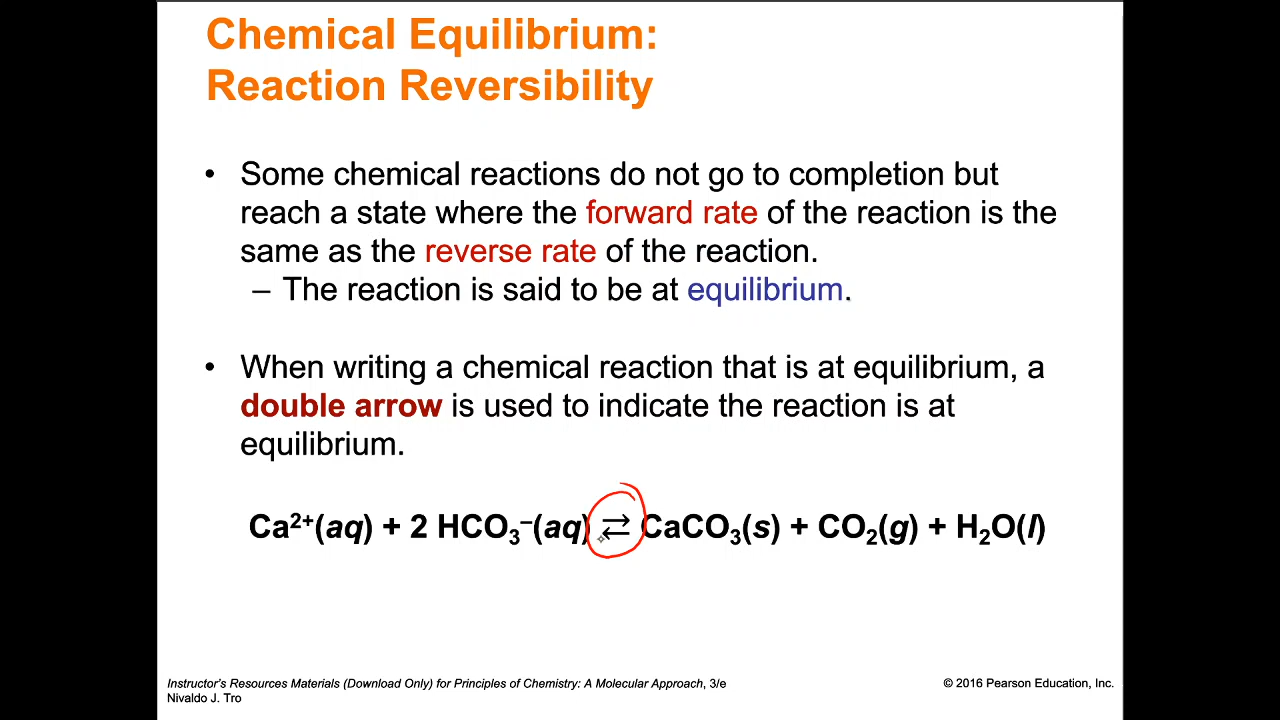 Chemical Equilibrium:
Reaction Reversibility
• Some chemical reactions do not go to completion but
reach a state where the forward rate of the reaction is the
same as the reverse rate of the reaction.
– The reaction is said to be at equilibrium.
• When writing a chemical reaction that is at equilibrium, a
double arrow is used to indicate the reaction is at
equilibrium.
Ca²⁺(aq) + 2 HCO₃⁻(aq) ⇄ CaCO₃(s) + CO₂(g) + H₂O(l)
Instructor's Resources Materials (Download Only) for Principles of Chemistry: A Molecular Approach, 3/e
Nivaldo J. Tro
© 2016 Pearson Education, Inc.